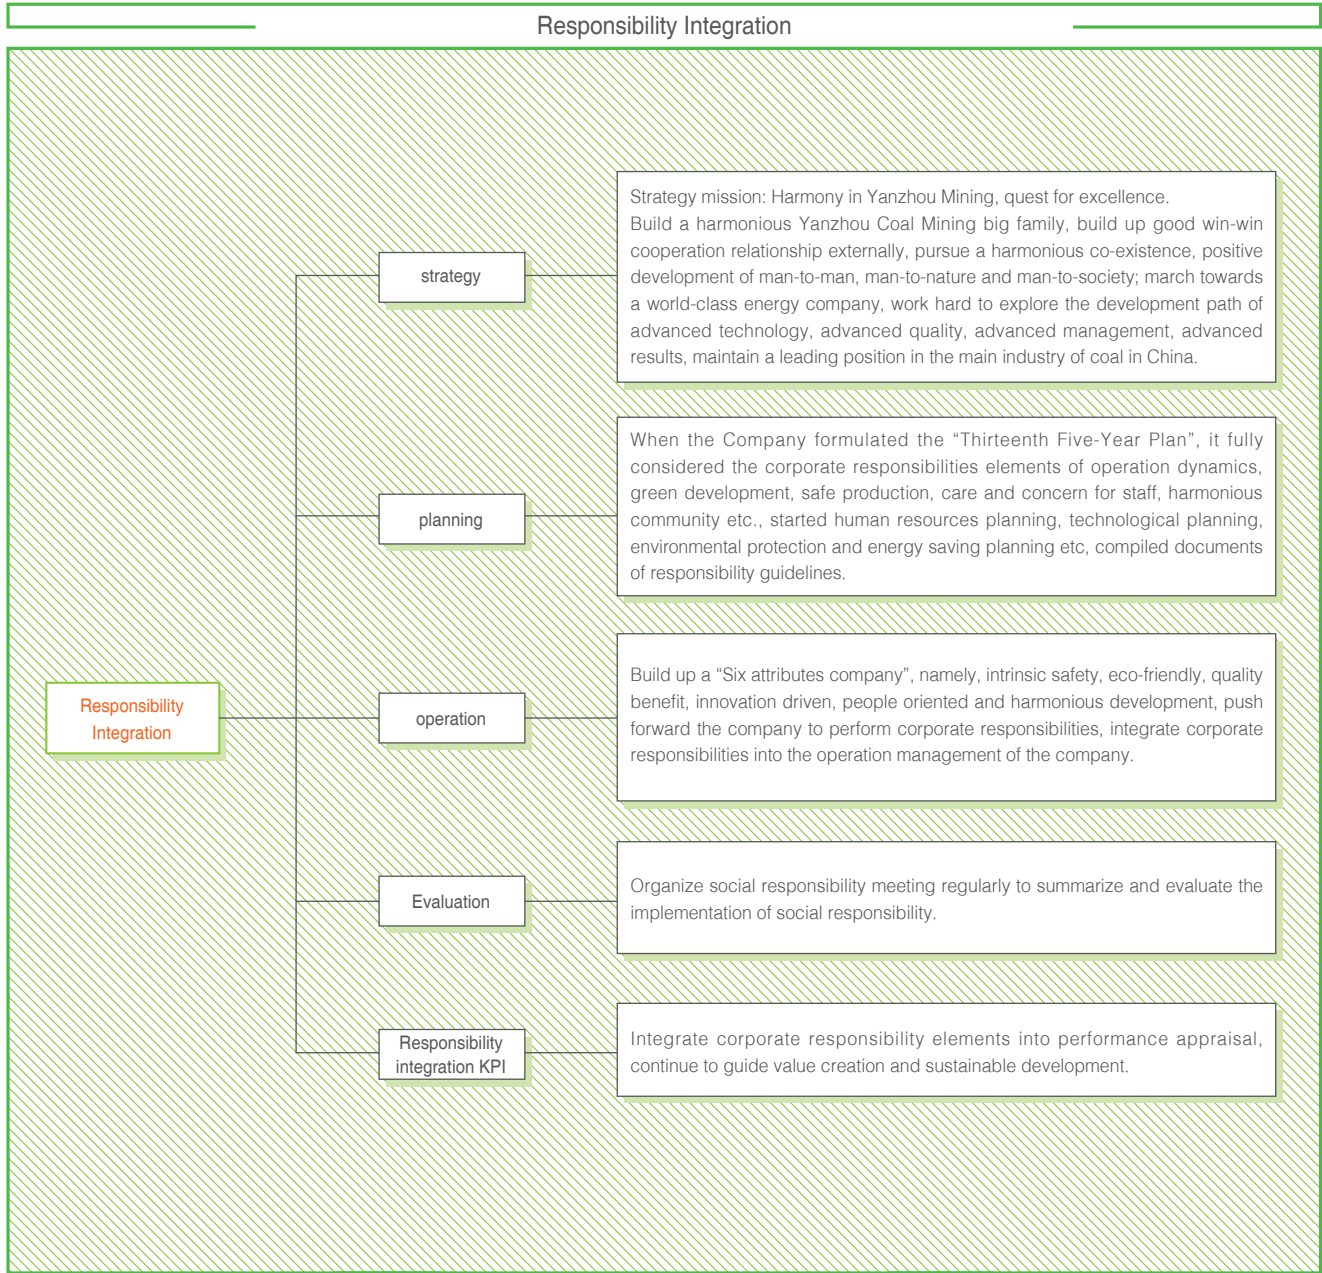 Responsibility Integration
Strategy mission: Harmony in Yanzhou Mining, quest for excellence.
Build a harmonious Yanzhou Coal Mining big family, build up good win-win
cooperation relationship externally, pursue a harmonious co-existence, positive
development of man-to-man, man-to-nature and man-to-society; march towards
a world-class energy company, work hard to explore the development path of
advanced technology, advanced quality, advanced management, advanced
results, maintain a leading position in the main industry of coal in China.
strategy
When the Company formulated the “Thirteenth Five-Year Plan”, it fully
considered the corporate responsibilities elements of operation dynamics,
green development, safe production, care and concern for staff, harmonious
community etc., started human resources planning, technological planning,
environmental protection and energy saving planning etc, compiled documents
of responsibility guidelines.
planning
Build up a “Six attributes company”, namely, intrinsic safety, eco-friendly, quality
benefit, innovation driven, people oriented and harmonious development, push
forward the company to perform corporate responsibilities, integrate corporate
responsibilities into the operation management of the company.
Responsibility
Integration
operation
Organize social responsibility meeting regularly to summarize and evaluate the
implementation of social responsibility.
Evaluation
Responsibility
integration KPI
Integrate corporate responsibility elements into performance appraisal,
continue to guide value creation and sustainable development.